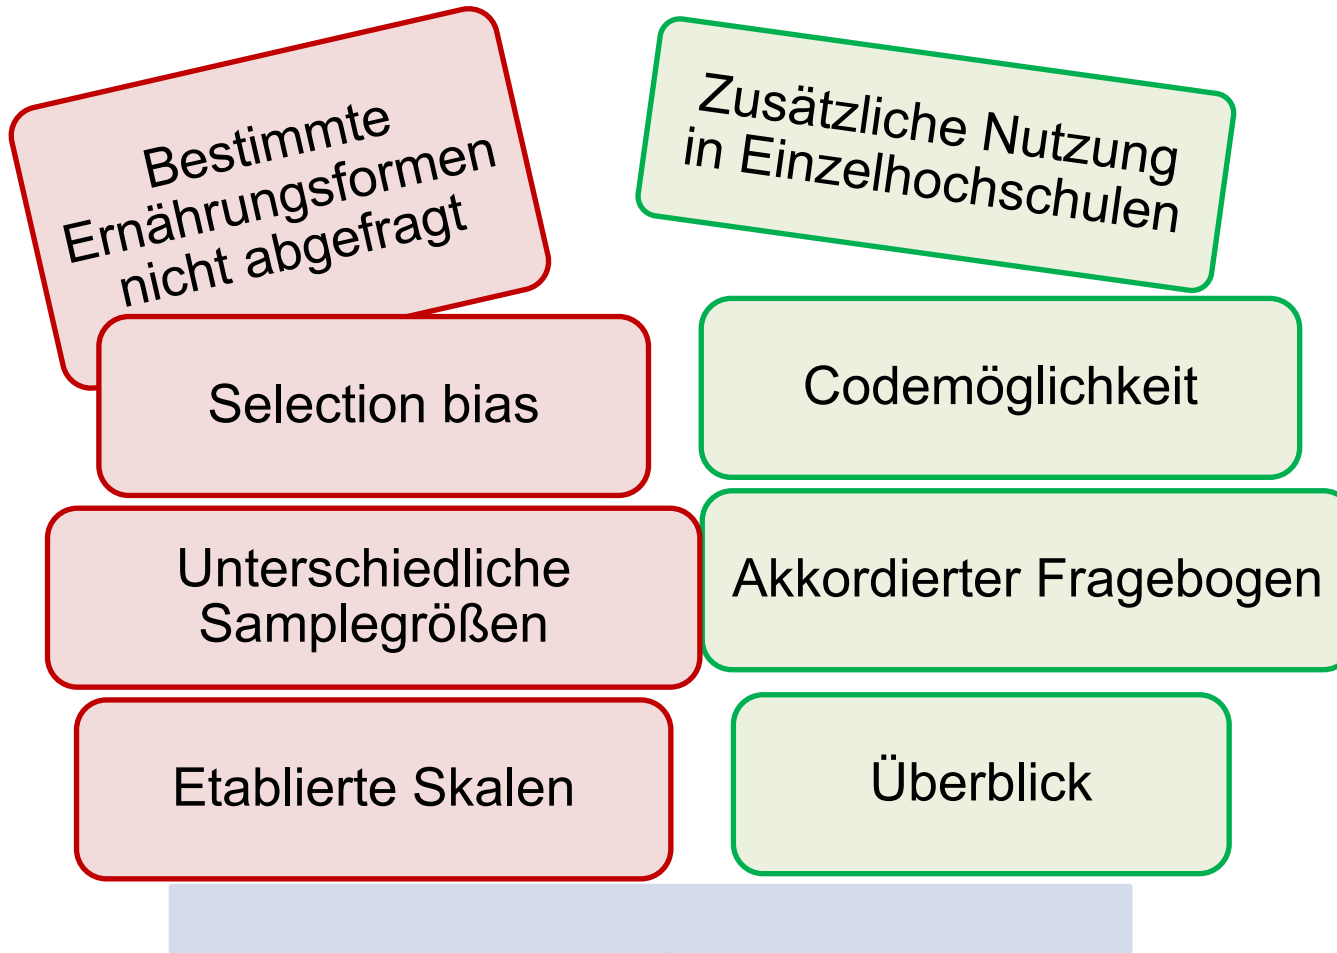 Bestimmte
Ernährungsformen
nicht abgefragt
Selection bias
Unterschiedliche
Samplegrößen
Etablierte Skalen
Zusätzliche Nutzung
in Einzelhochschulen
Codemöglichkeit
Akkordierter Fragebogen
Überblick